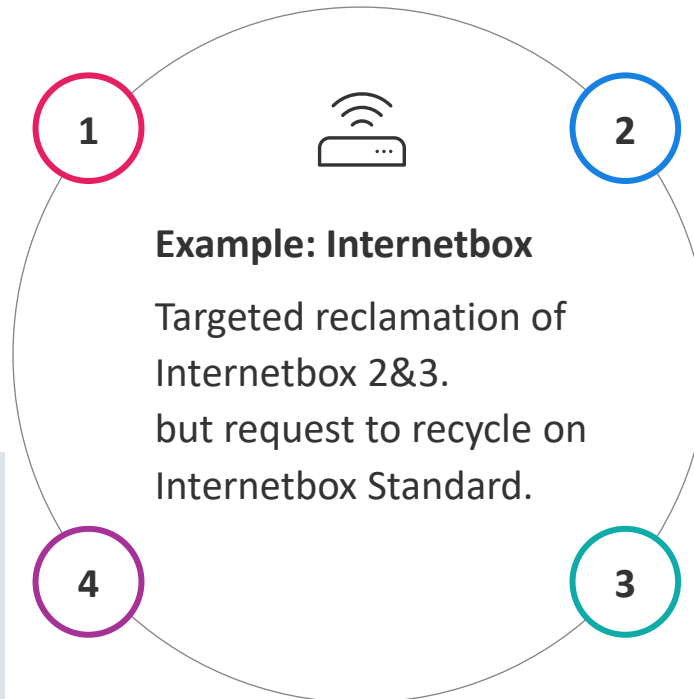 1
2
Example: Internetbox
Targeted reclamation of
Internetbox 2&3.
but request to recycle on
Internetbox Standard.
4
3